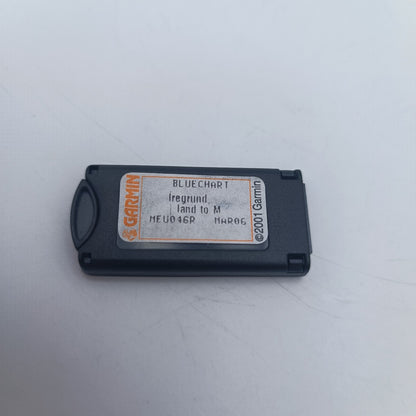 BLUECHART
iregrund,
land to M
MEU046R MAR06
GARMIN
©2001 Garmin